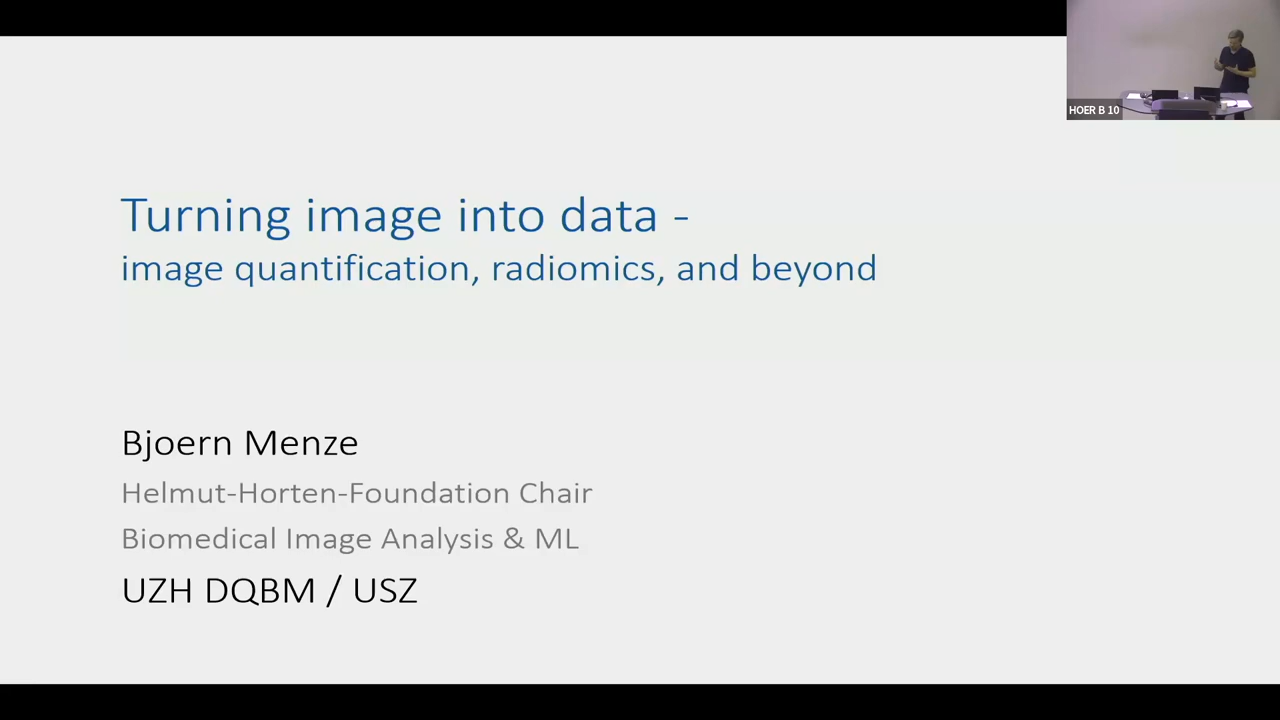 HOER B 10
Turning image into data -
image quantification, radiomics, and beyond
Bjoern Menze
Helmut-Horten-Foundation Chair
Biomedical Image Analysis & ML
UZH DQBM / USZ